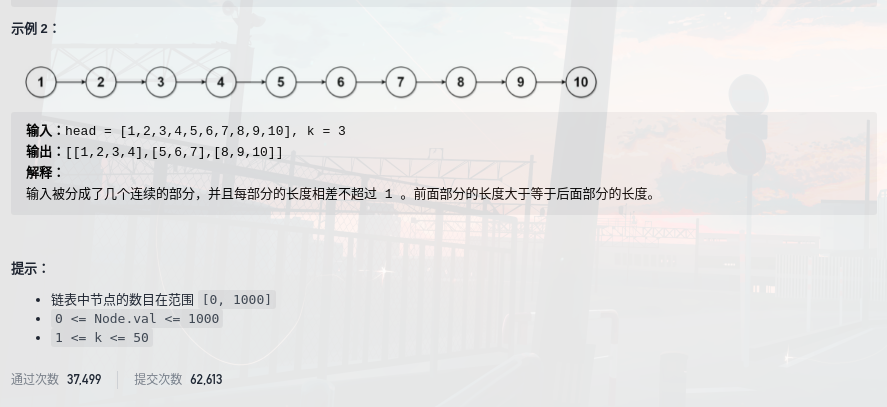 示例 2：
1 2 3 4 5 6 7 8 9 10
输入：head = [1,2,3,4,5,6,7,8,9,10], k = 3
输出：[[1,2,3,4],[5,6,7],[8,9,10]]
解释：
输入被分成了几个连续的部分，并且每部分的长度相差不超过 1 。前面部分的长度大于等于后面部分的长度。
提示：
链表中节点的数目在范围 [0, 1000]
0 <= Node.val <= 1000
1 <= k <= 50
通过次数 37,499 提交次数 62,613